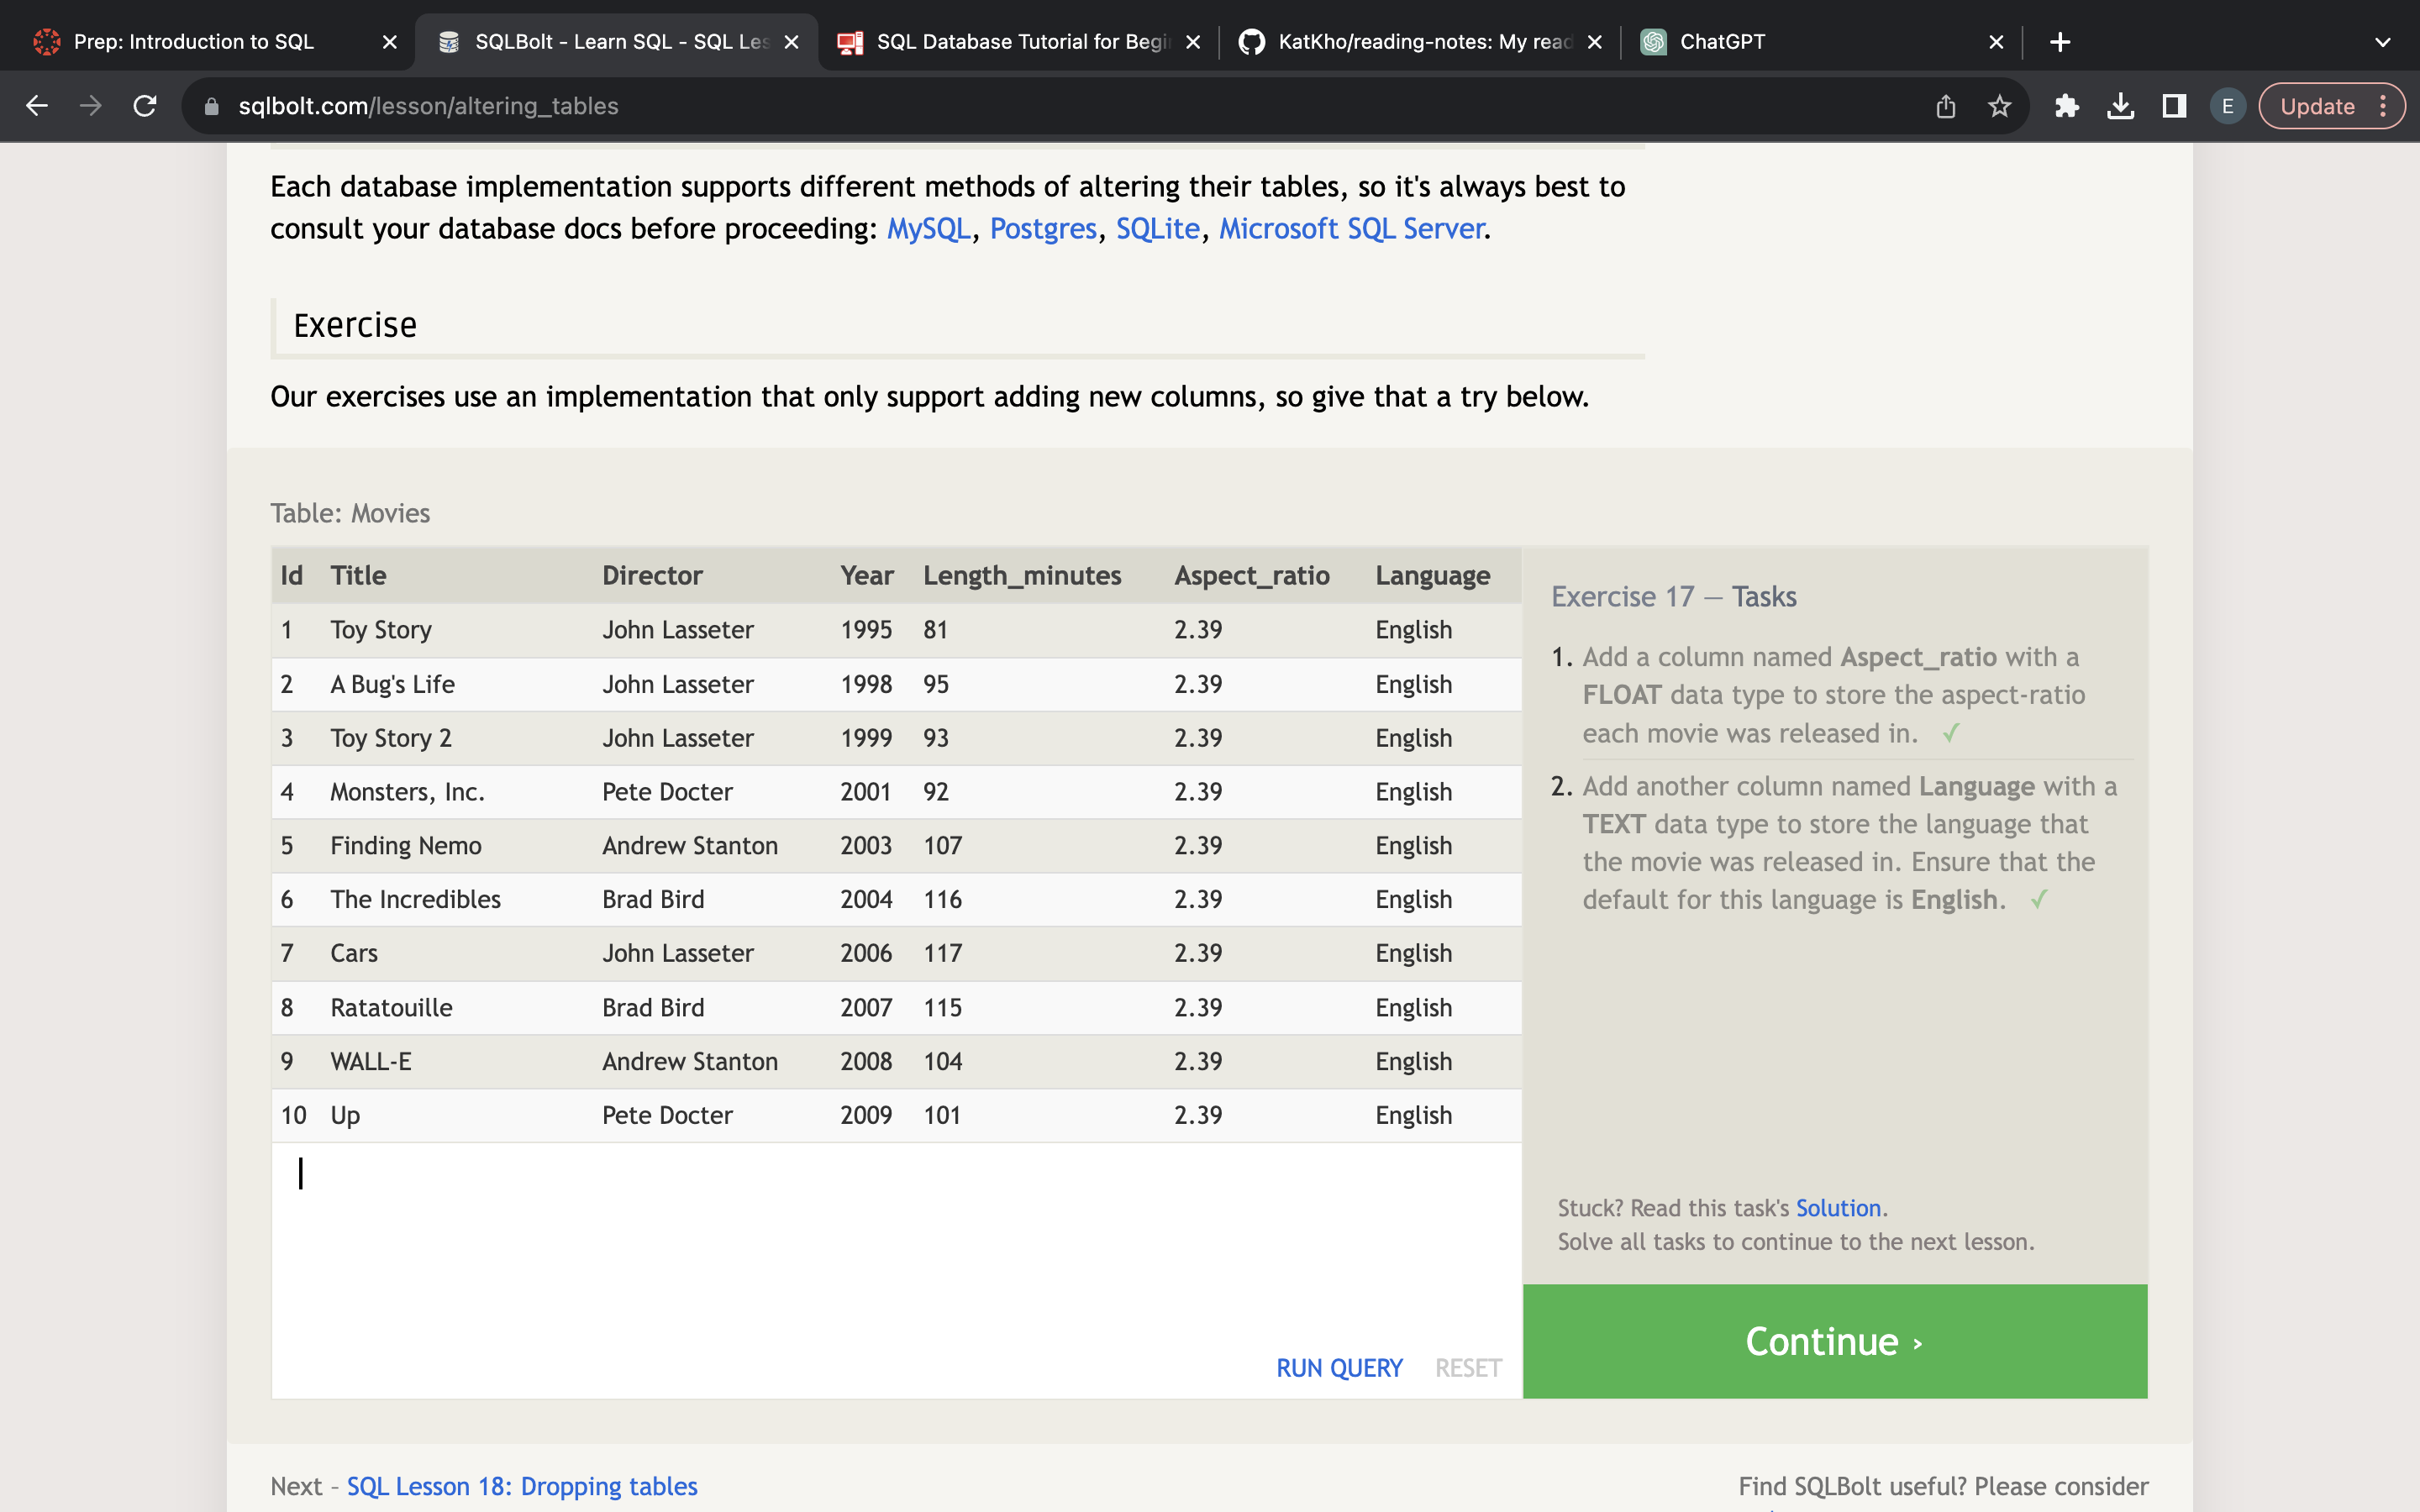 Prep: Introduction to SQL
SQLBolt - Learn SQL - SQL Les
SQL Database Tutorial for Begi
KatKho/reading-notes: My read
ChatGPT
sqlbolt.com/lesson/altering_tables
E
Update
Each database implementation supports different methods of altering their tables, so it's always best to
consult your database docs before proceeding: MySQL, Postgres, SQLite, Microsoft SQL Server.
Exercise
Our exercises use an implementation that only support adding new columns, so give that a try below.
Table: Movies
Id Title Director Year Length_minutes Aspect_ratio Language
1 Toy Story John Lasseter 1995 81 2.39 English
2 A Bug's Life John Lasseter 1998 95 2.39 English
3 Toy Story 2 John Lasseter 1999 93 2.39 English
4 Monsters, Inc. Pete Docter 2001 92 2.39 English
5 Finding Nemo Andrew Stanton 2003 107 2.39 English
6 The Incredibles Brad Bird 2004 116 2.39 English
7 Cars John Lasseter 2006 117 2.39 English
8 Ratatouille Brad Bird 2007 115 2.39 English
9 WALL-E Andrew Stanton 2008 104 2.39 English
10 Up Pete Docter 2009 101 2.39 English
RUN QUERY RESET
Exercise 17 — Tasks
1. Add a column named Aspect_ratio with a
FLOAT data type to store the aspect-ratio
each movie was released in. ✓
2. Add another column named Language with a
TEXT data type to store the language that
the movie was released in. Ensure that the
default for this language is English. ✓
Stuck? Read this task's Solution.
Solve all tasks to continue to the next lesson.
Continue ›
Next – SQL Lesson 18: Dropping tables
Find SQLBolt useful? Please consider